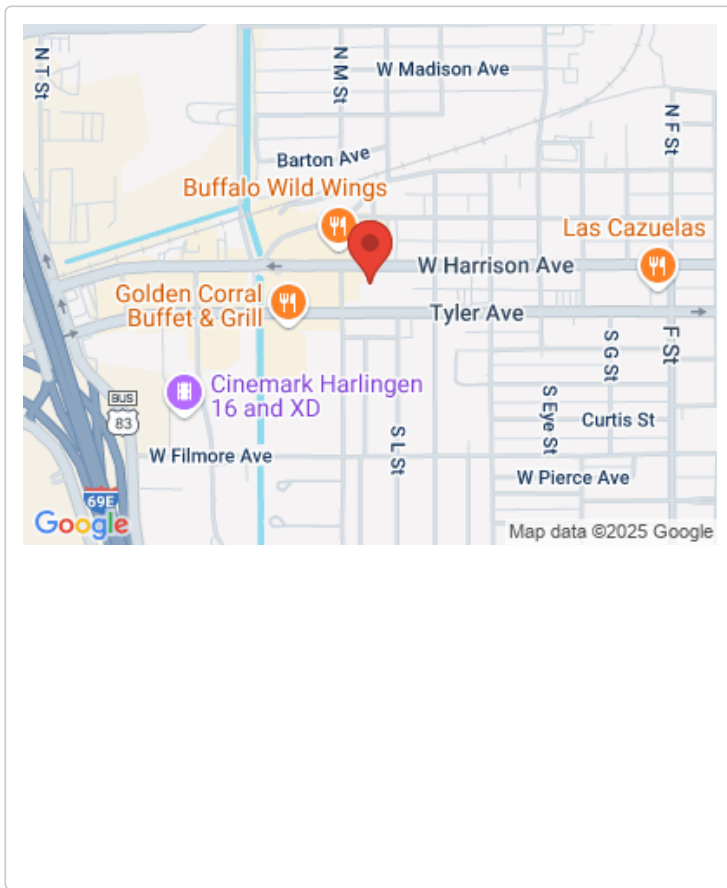 N T St
N M St
W Madison Ave
N F St
Barton Ave
Buffalo Wild Wings
Las Cazuelas
W Harrison Ave
Golden Corral
Buffet & Grill
Tyler Ave
S G St
F St
Cinemark Harlingen
16 and XD
BUS
83
S Eye St
Curtis St
S L St
W Filmore Ave
W Pierce Ave
69E
Google
Map data ©2025 Google